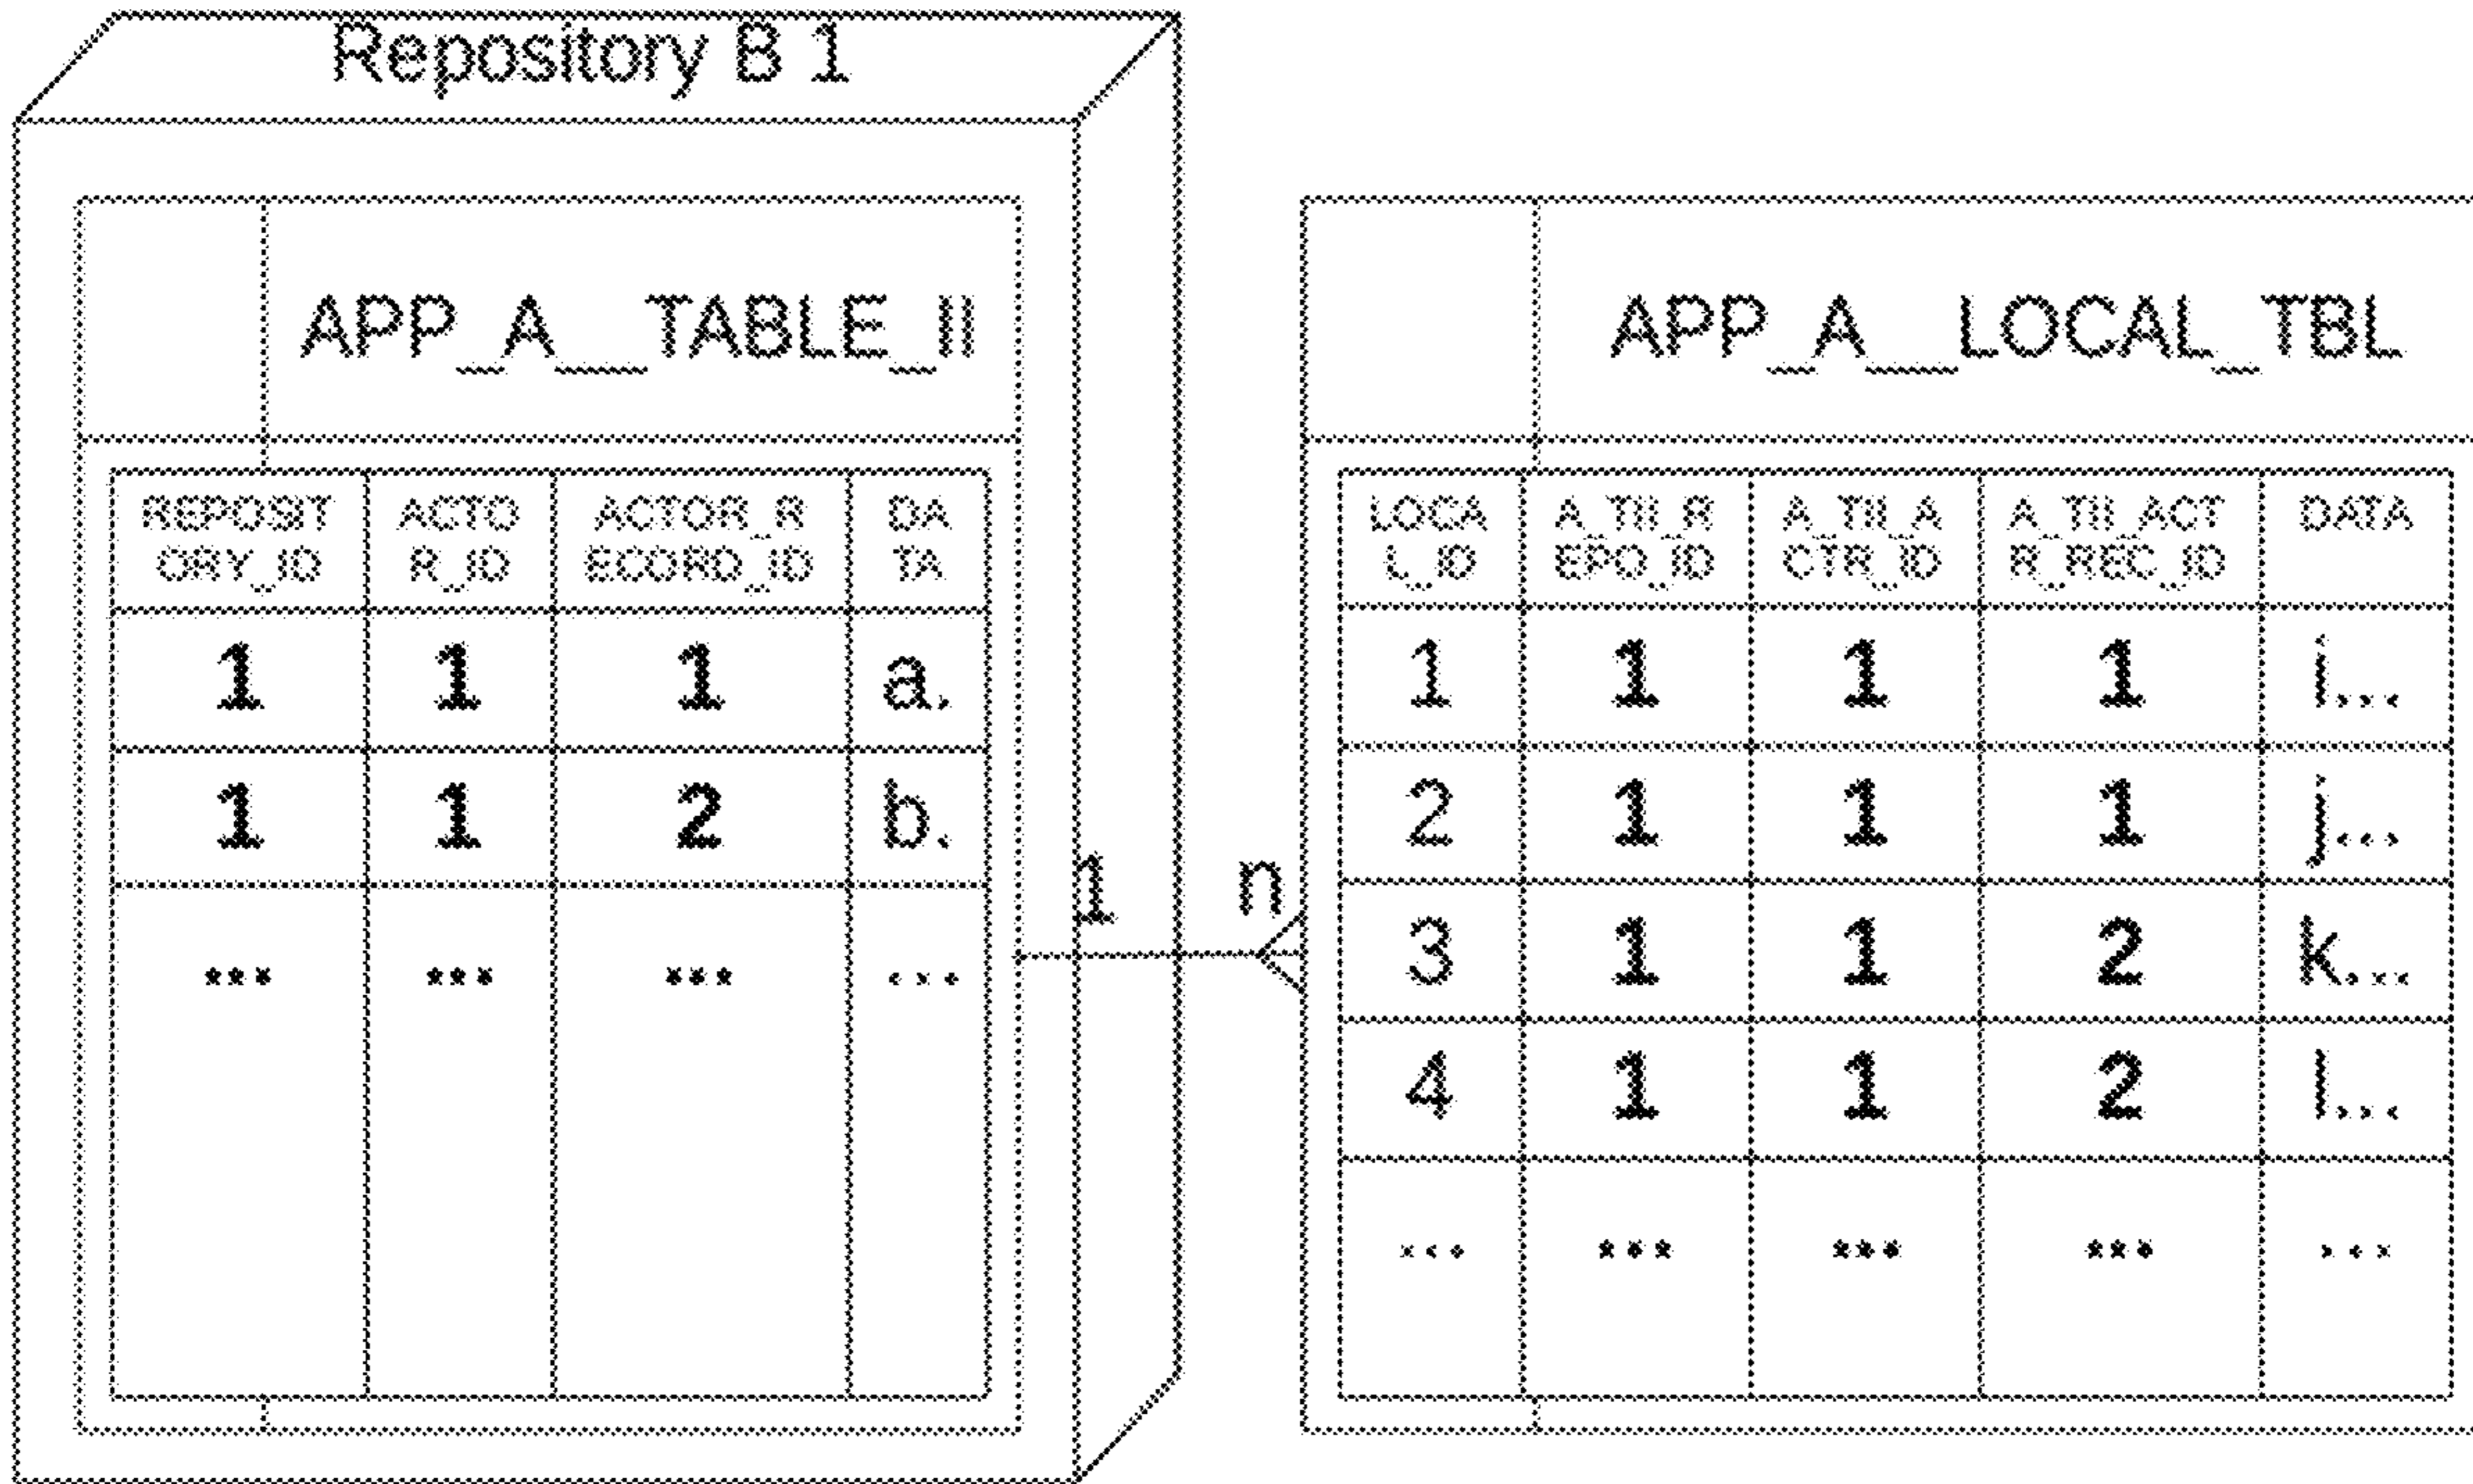 Repository B 1
APP_A__TABLE_II
REPOSIT
ORY_ID
ACTO
R_ID
ACTOR_R
ECORD_ID
DA
TA
1 1 1 a.
1 1 2 b.
... ... ... ...
1 n
APP_A__LOCAL_TBL
LOCA
L_ID
A_TII_R
EPO_ID
A_TII_A
CTR_ID
A_TII_ACT
R_REC_ID
DATA
1 1 1 1 i...
2 1 1 1 j...
3 1 1 2 k...
4 1 1 2 l...
... ... ... ... ...